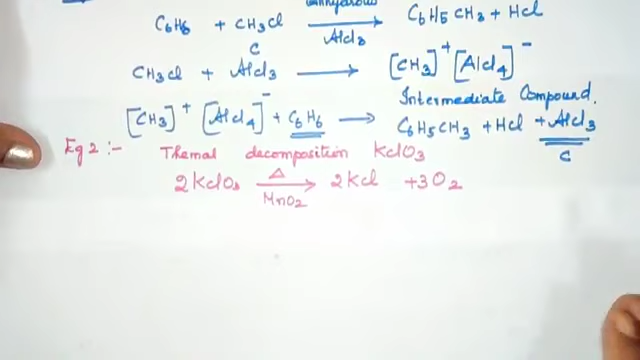 anhydrous
C6H6 + CH3Cl ⟶ C6H5CH3 + HCl
AlCl3
C
CH3Cl + AlCl3 ⟶ [CH3]⁺ [AlCl4]⁻
Intermediate Compound.
[CH3]⁺ [AlCl4]⁻ + C6H6 ⟶ C6H5CH3 + HCl + AlCl3
C
Eg 2 :- Themal decomposition KClO3
Δ
2KClO3 ⟶ 2KCl + 3O2
MnO2